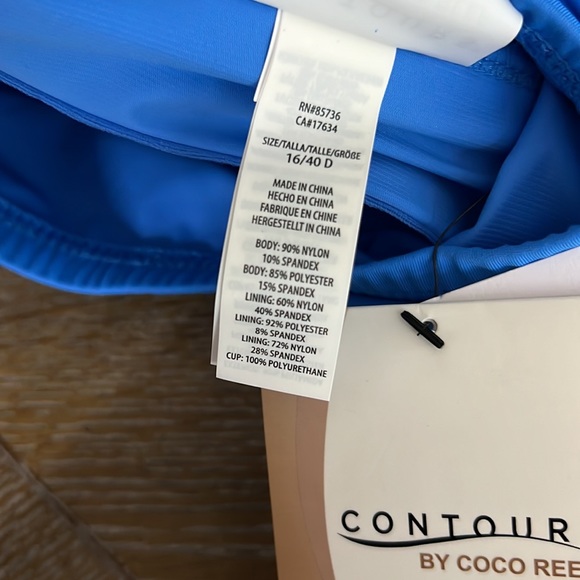 RN#85736
CA#17634
SIZE/TALLA/TAILLE/GRÖßE
16/40 D
MADE IN CHINA
HECHO EN CHINA
FABRIQUE EN CHINE
HERGESTELLT IN CHINA
BODY: 90% NYLON
10% SPANDEX
BODY: 85% POLYESTER
15% SPANDEX
LINING: 60% NYLON
40% SPANDEX
LINING: 92% POLYESTER
8% SPANDEX
LINING: 72% NYLON
28% SPANDEX
CUP: 100% POLYURETHANE
CONTOUR
BY COCO REE